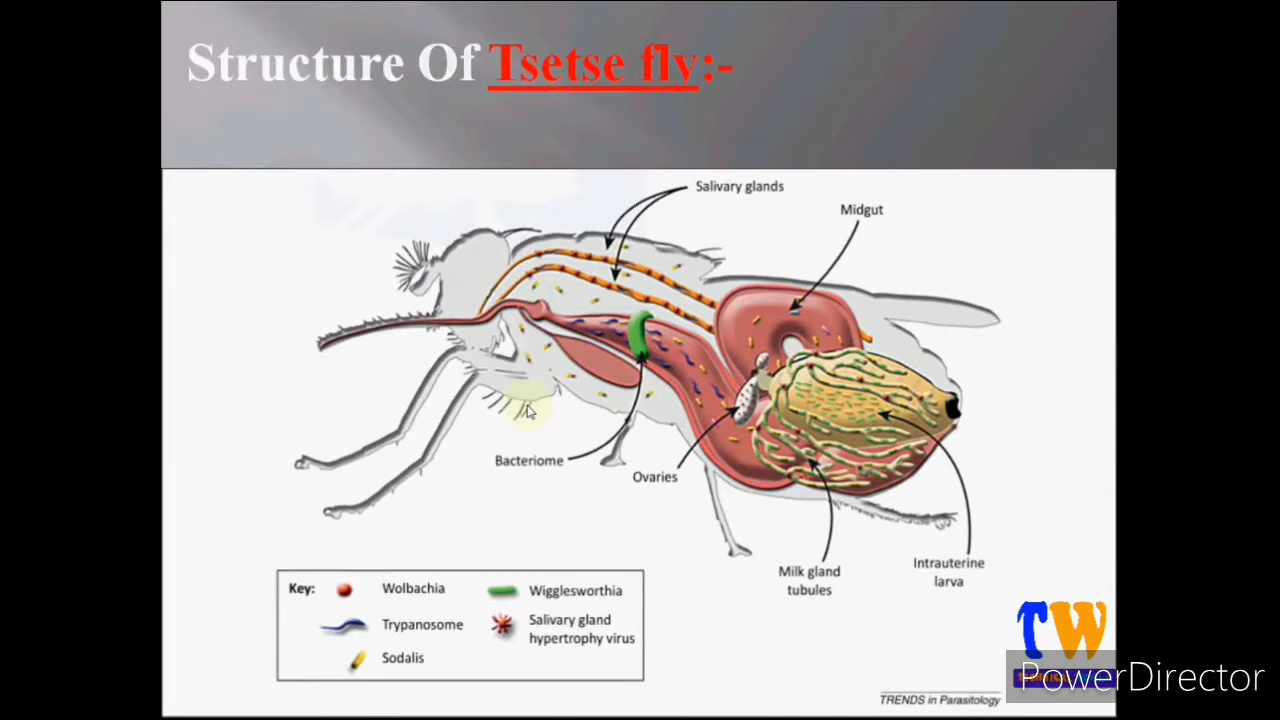 Structure Of Tsetse fly:-
Salivary glands
Midgut
Bacteriome
Ovaries
Milk gland
tubules
Intrauterine
larva
Key:
Wolbachia
Wigglesworthia
Trypanosome
Salivary gland
hypertrophy virus
Sodalis
TW
PowerDirector
TRENDS in Parasitology